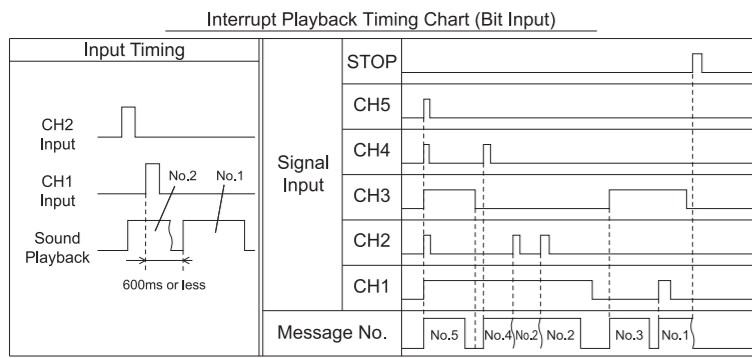 Interrupt Playback Timing Chart (Bit Input)
Input Timing
CH2
Input
CH1
Input
No.2
No.1
Sound
Playback
600ms or less
Signal
Input
STOP
CH5
CH4
CH3
CH2
CH1
Message No.
No.5
No.4
No.2
No.2
No.3
No.1